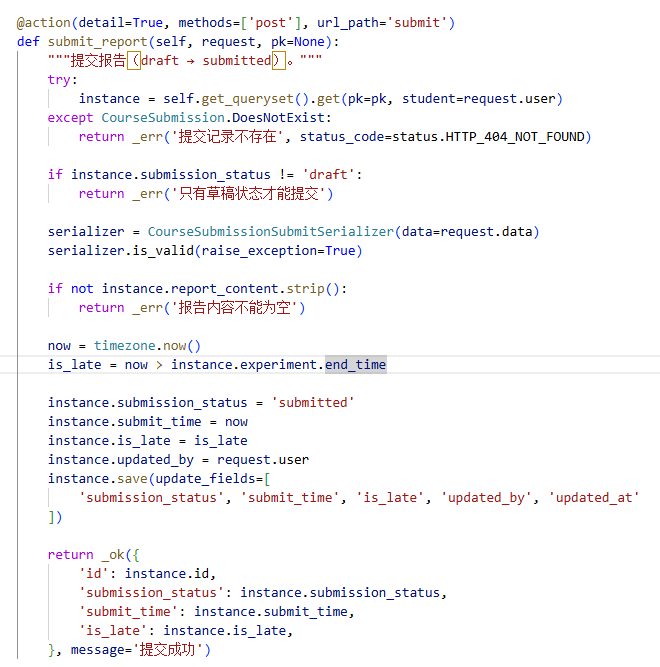 @action(detail=True, methods=['post'], url_path='submit')
def submit_report(self, request, pk=None):
    """提交报告（draft → submitted）。"""
    try:
        instance = self.get_queryset().get(pk=pk, student=request.user)
    except CourseSubmission.DoesNotExist:
        return _err('提交记录不存在', status_code=status.HTTP_404_NOT_FOUND)

    if instance.submission_status != 'draft':
        return _err('只有草稿状态才能提交')

    serializer = CourseSubmissionSubmitSerializer(data=request.data)
    serializer.is_valid(raise_exception=True)

    if not instance.report_content.strip():
        return _err('报告内容不能为空')

    now = timezone.now()
    is_late = now > instance.experiment.end_time

    instance.submission_status = 'submitted'
    instance.submit_time = now
    instance.is_late = is_late
    instance.updated_by = request.user
    instance.save(update_fields=[
        'submission_status', 'submit_time', 'is_late', 'updated_by', 'updated_at'
    ])

    return _ok({
        'id': instance.id,
        'submission_status': instance.submission_status,
        'submit_time': instance.submit_time,
        'is_late': instance.is_late,
    }, message='提交成功')